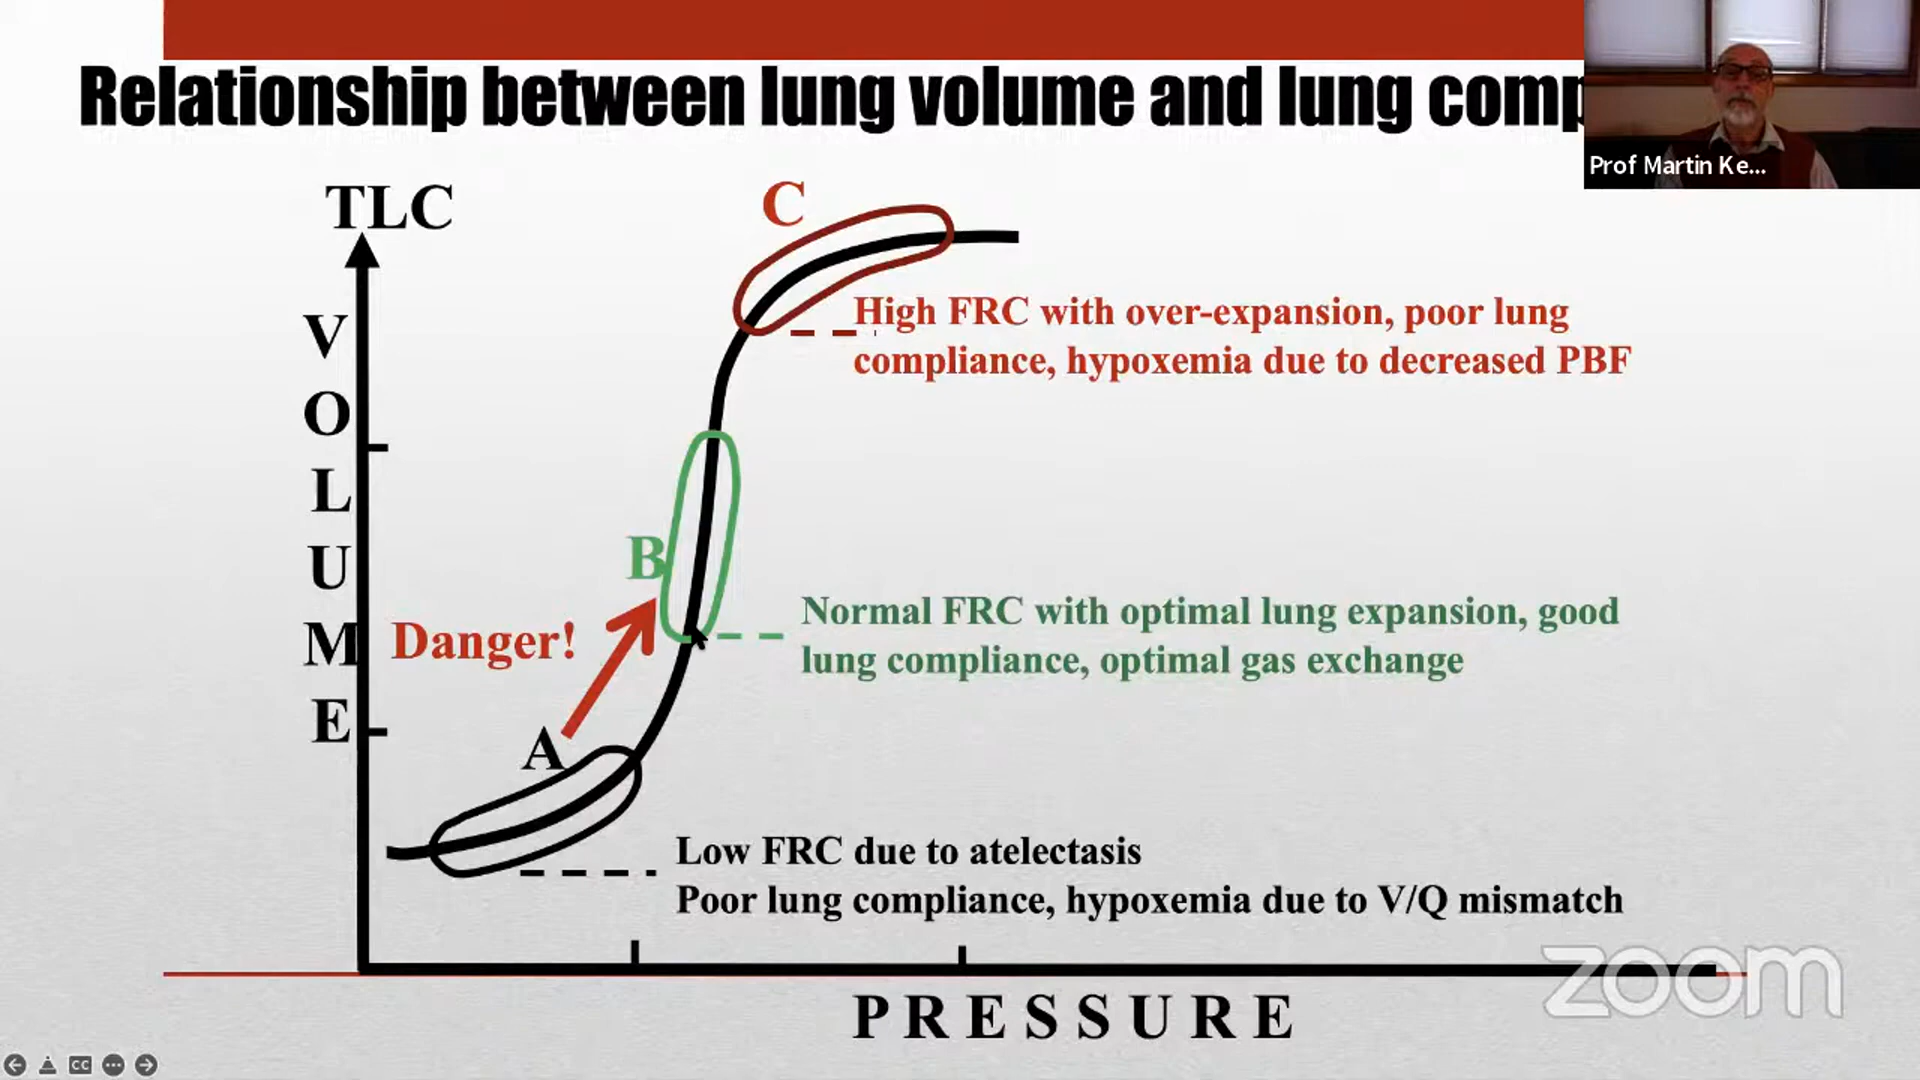 Relationship between lung volume and lung comp
Prof Martin Ke...
TLC
C
V
O
L
U
M
E
High FRC with over-expansion, poor lung
compliance, hypoxemia due to decreased PBF
B
Danger!
Normal FRC with optimal lung expansion, good
lung compliance, optimal gas exchange
A
Low FRC due to atelectasis
Poor lung compliance, hypoxemia due to V/Q mismatch
zoom
P R E S S U R E
CC